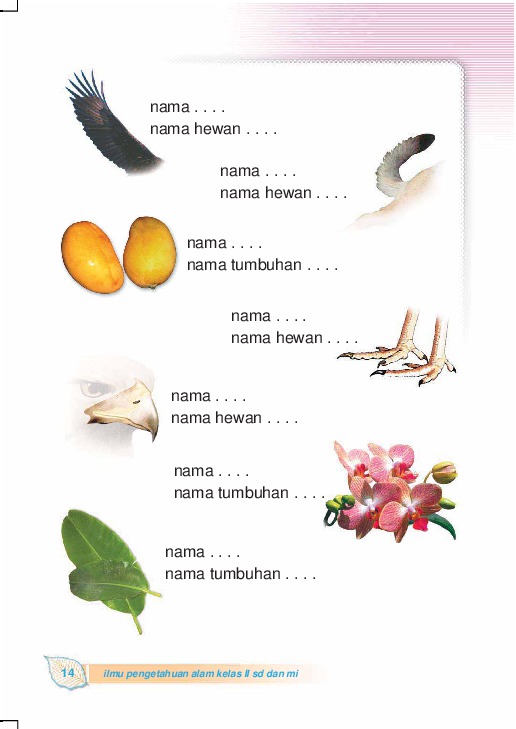 nama . . . .
nama hewan . . . .
nama . . . .
nama hewan . . . .
nama . . . .
nama tumbuhan . . . .
nama . . . .
nama hewan . . . .
nama . . . .
nama hewan . . . .
nama . . . .
nama tumbuhan . . . .
nama . . . .
nama tumbuhan . . . .
14 ilmu pengetahuan alam kelas II sd dan mi